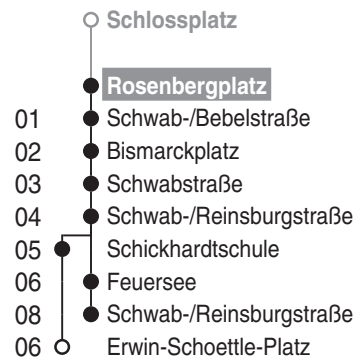 Schlossplatz
Rosenbergplatz
01 Schwab-/Bebelstraße
02 Bismarckplatz
03 Schwabstraße
04 Schwab-/Reinsburgstraße
05 Schickhardtschule
06 Feuersee
08 Schwab-/Reinsburgstraße
06 Erwin-Schoettle-Platz